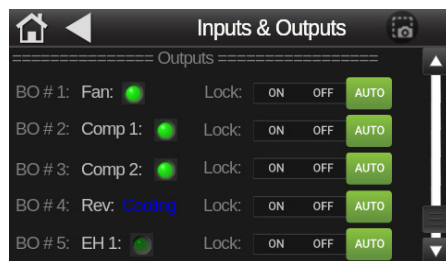 Inputs & Outputs
=============== Outputs =================
BO # 1: Fan: Lock: ON OFF AUTO
BO # 2: Comp 1: Lock: ON OFF AUTO
BO # 3: Comp 2: Lock: ON OFF AUTO
BO # 4: Rev: Cooling Lock: ON OFF AUTO
BO # 5: EH 1: Lock: ON OFF AUTO